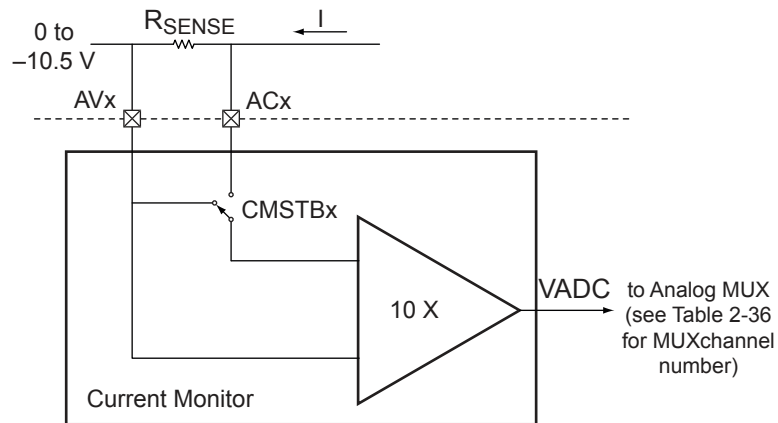 0 to
–10.5 V
RSENSE
I
AVx
ACx
CMSTBx
10 X
VADC
to Analog MUX
(see Table 2-36
for MUXchannel
number)
Current Monitor